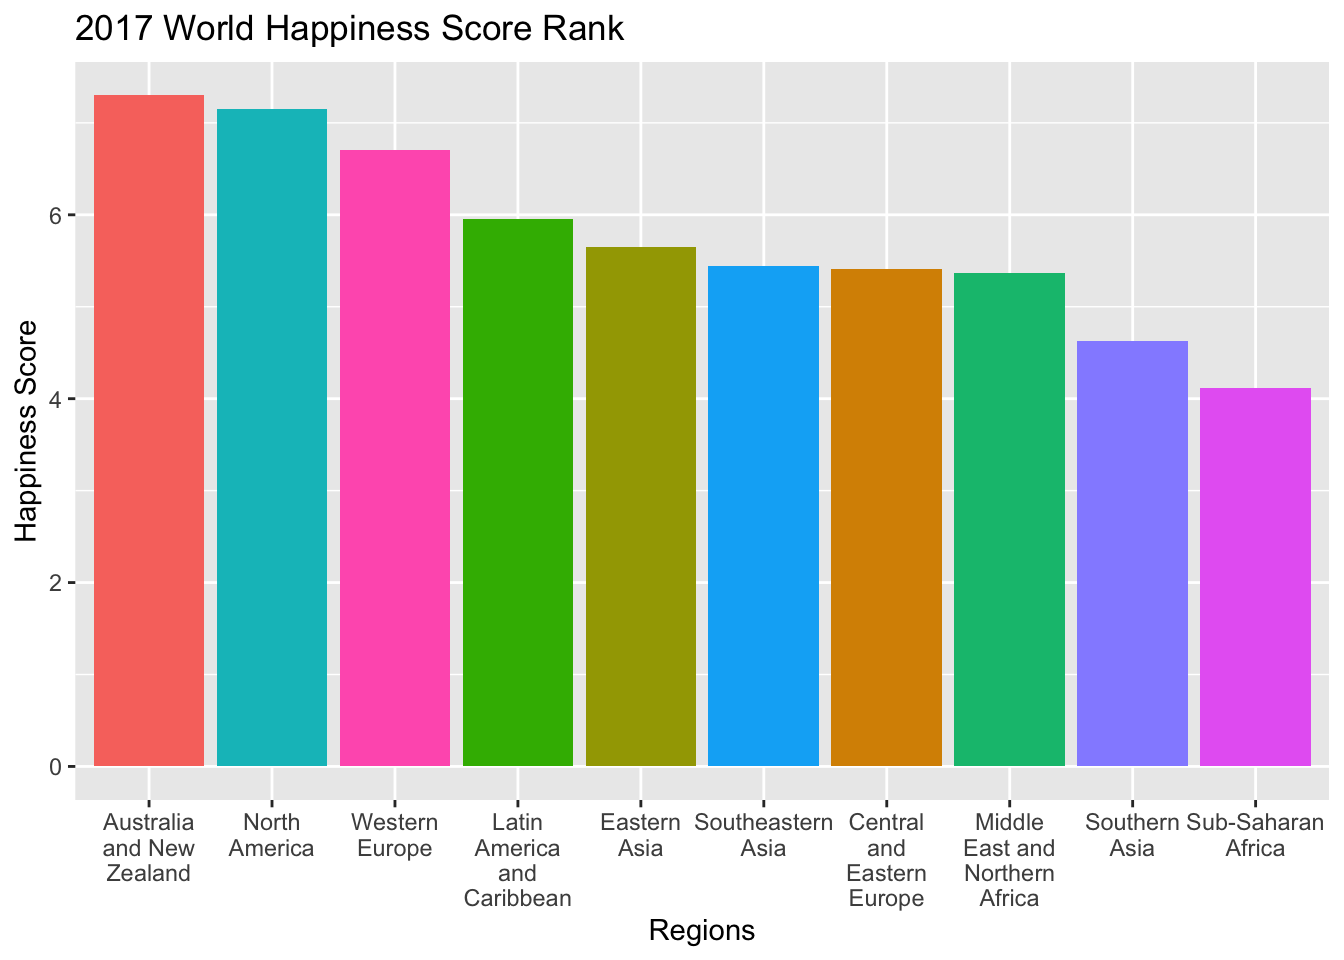 2017 World Happiness Score Rank
Happiness Score
6
4
2
0
Australia
and New
Zealand
North
America
Western
Europe
Latin
America
and
Caribbean
Eastern
Asia
Southeastern
Asia
Central
and
Eastern
Europe
Middle
East and
Northern
Africa
Southern
Asia
Sub-Saharan
Africa
Regions